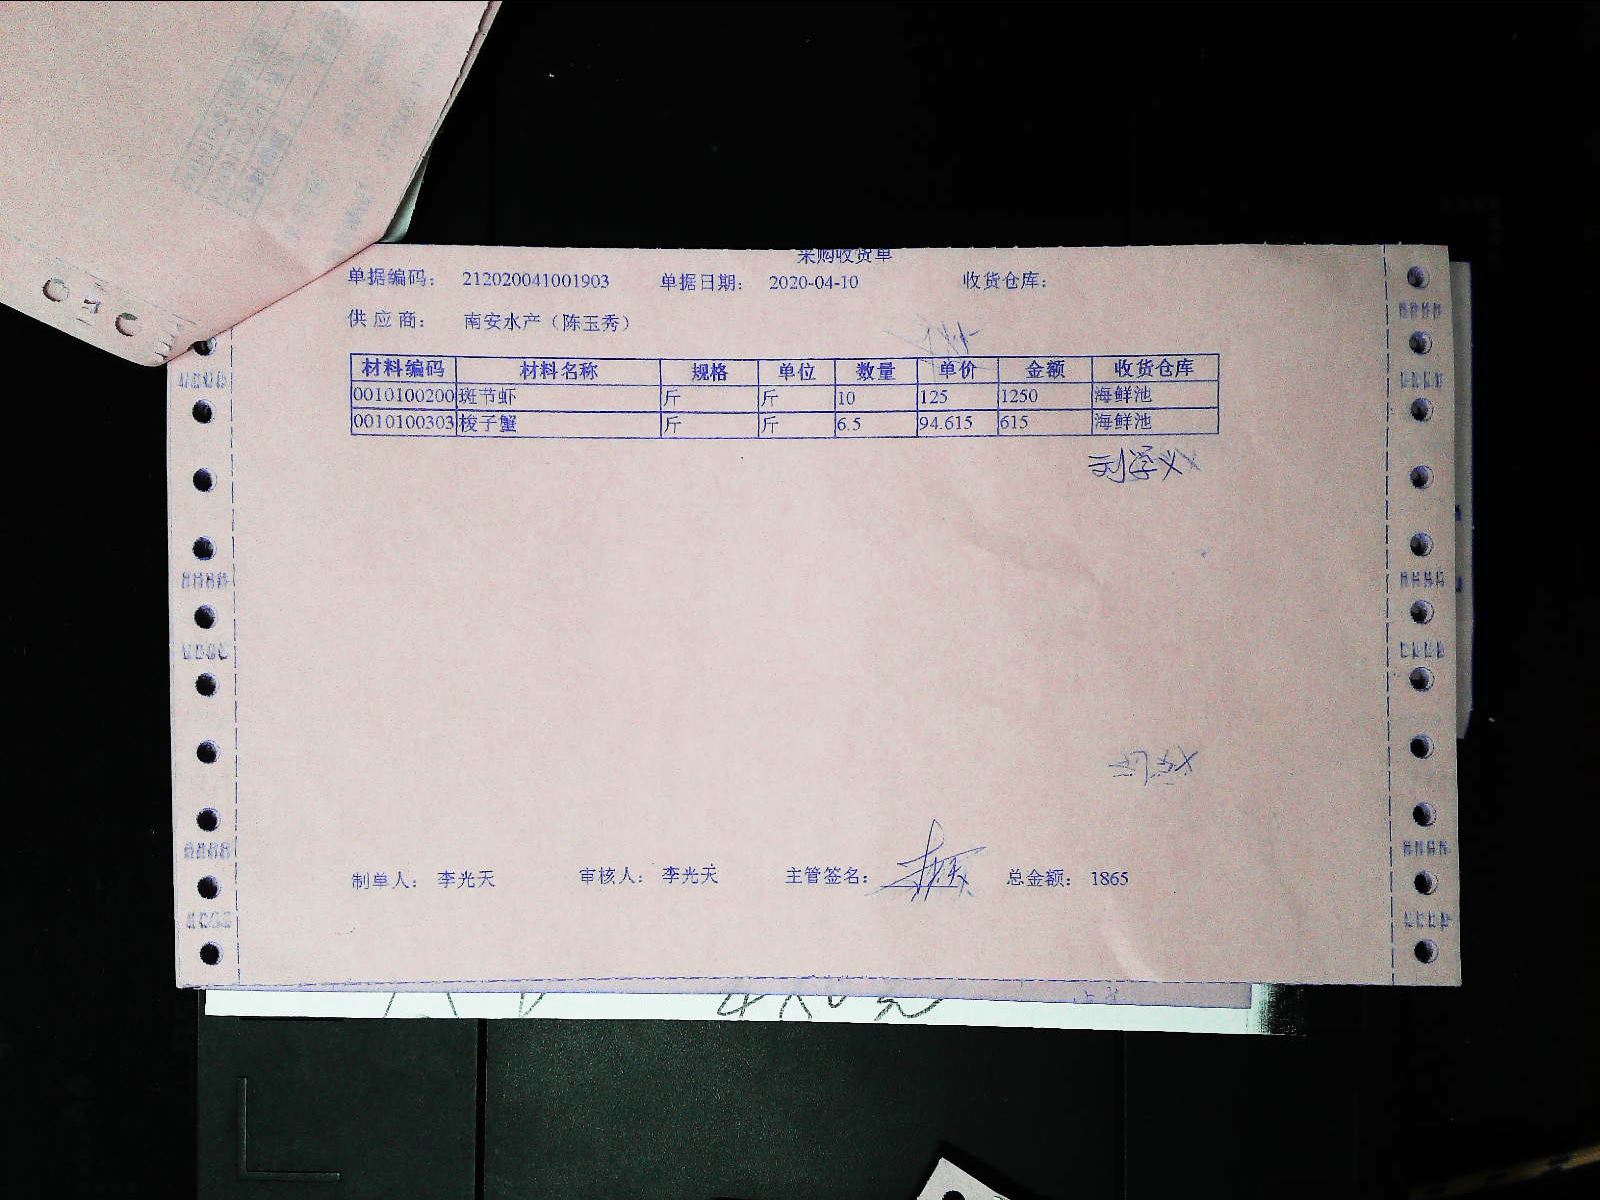 采购收货单
单据编码： 212020041001903 单据日期： 2020-04-10 收货仓库：
供应商： 南安水产（陈玉秀）
材料编码 材料名称 规格 单位 数量 单价 金额 收货仓库
0010100200 斑节虾 斤 斤 10 125 1250 海鲜池
0010100303 梭子蟹 斤 斤 6.5 94.615 615 海鲜池
刘学义
制单人： 李光天 审核人： 李光天 主管签名： 总金额： 1865